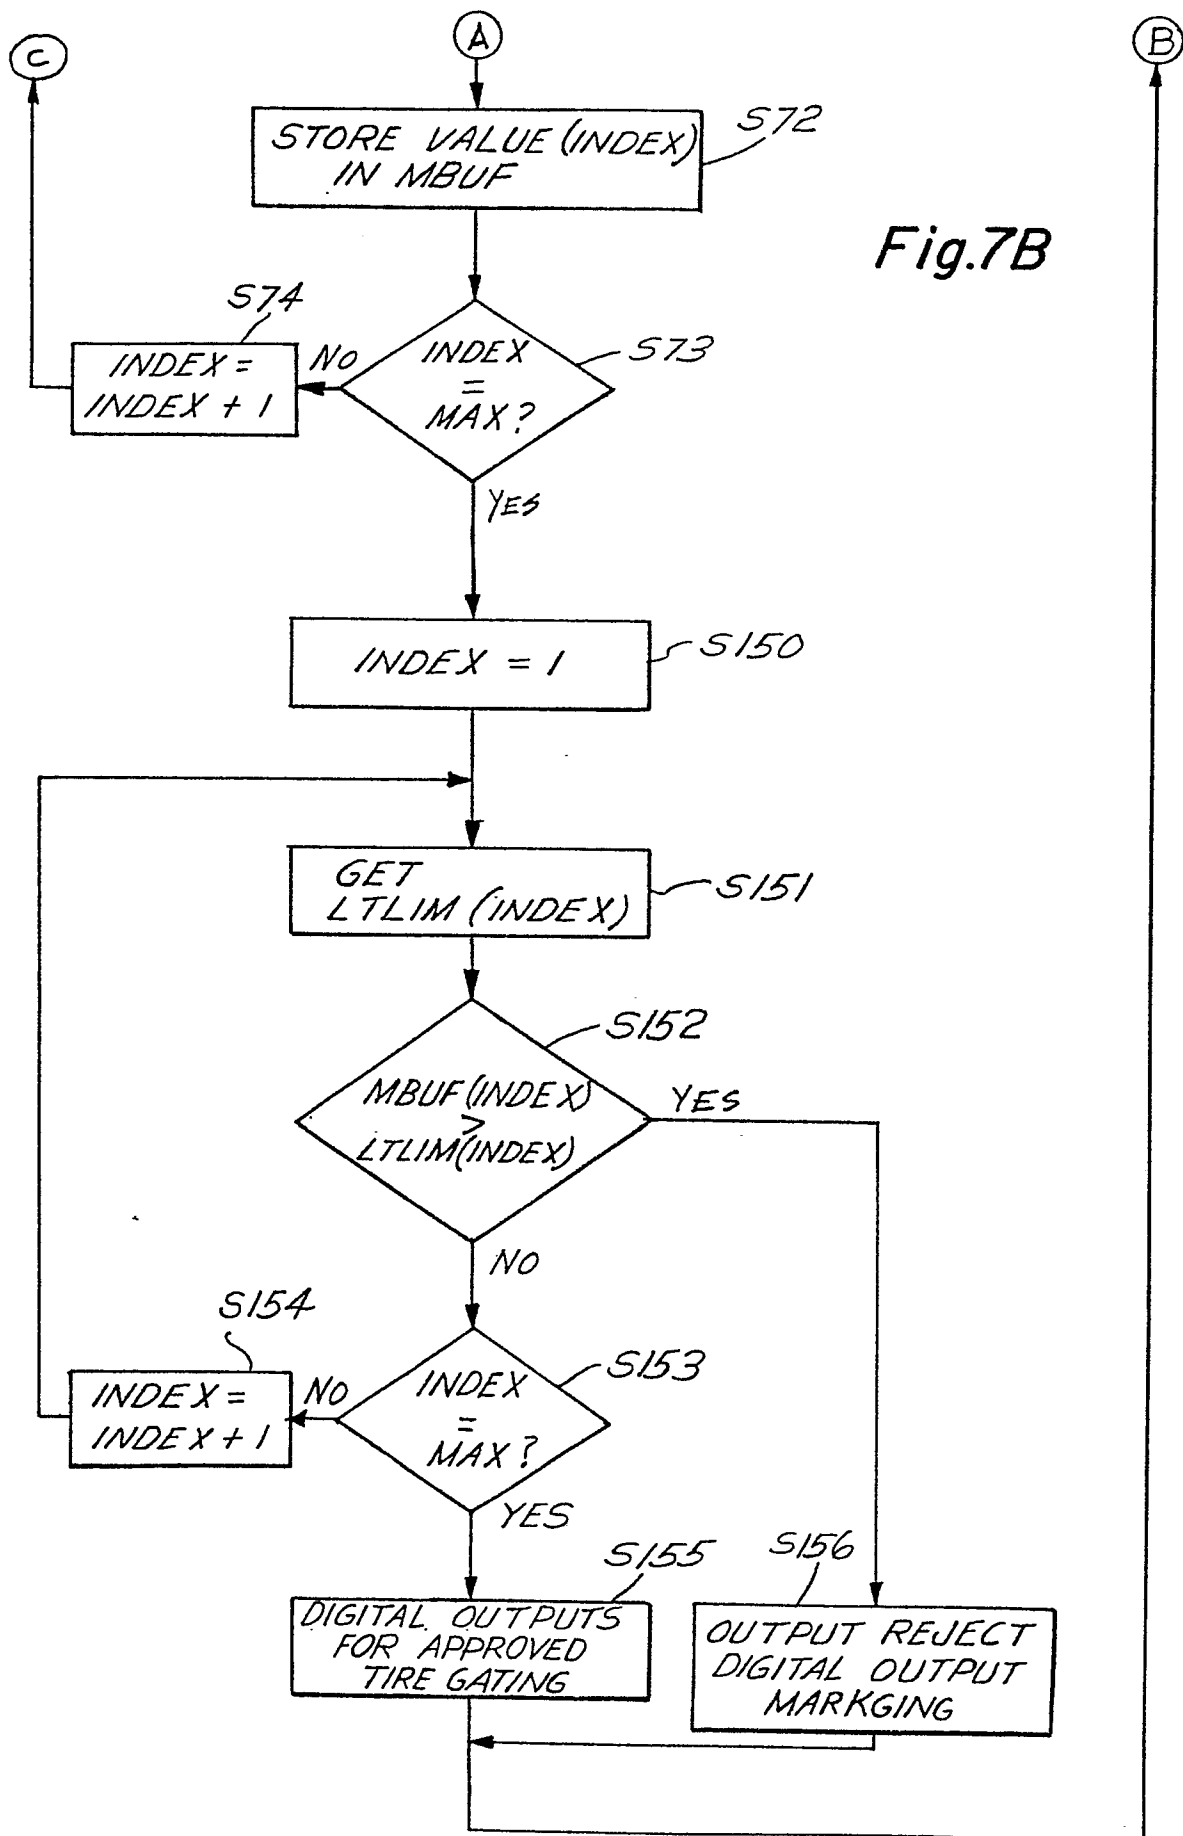 C
A
B
STORE VALUE (INDEX)
IN MBUF
S72
Fig.7B
S74
INDEX =
INDEX + 1
NO
INDEX
=
MAX?
S73
YES
INDEX = 1
S150
GET
LTLIM (INDEX)
S151
S152
MBUF(INDEX)
>
LTLIM(INDEX)
YES
NO
S154
INDEX =
INDEX + 1
NO
INDEX
=
MAX?
S153
YES
S155
DIGITAL OUTPUTS
FOR APPROVED
TIRE GATING
S156
OUTPUT REJECT
DIGITAL OUTPUT
MARKGING